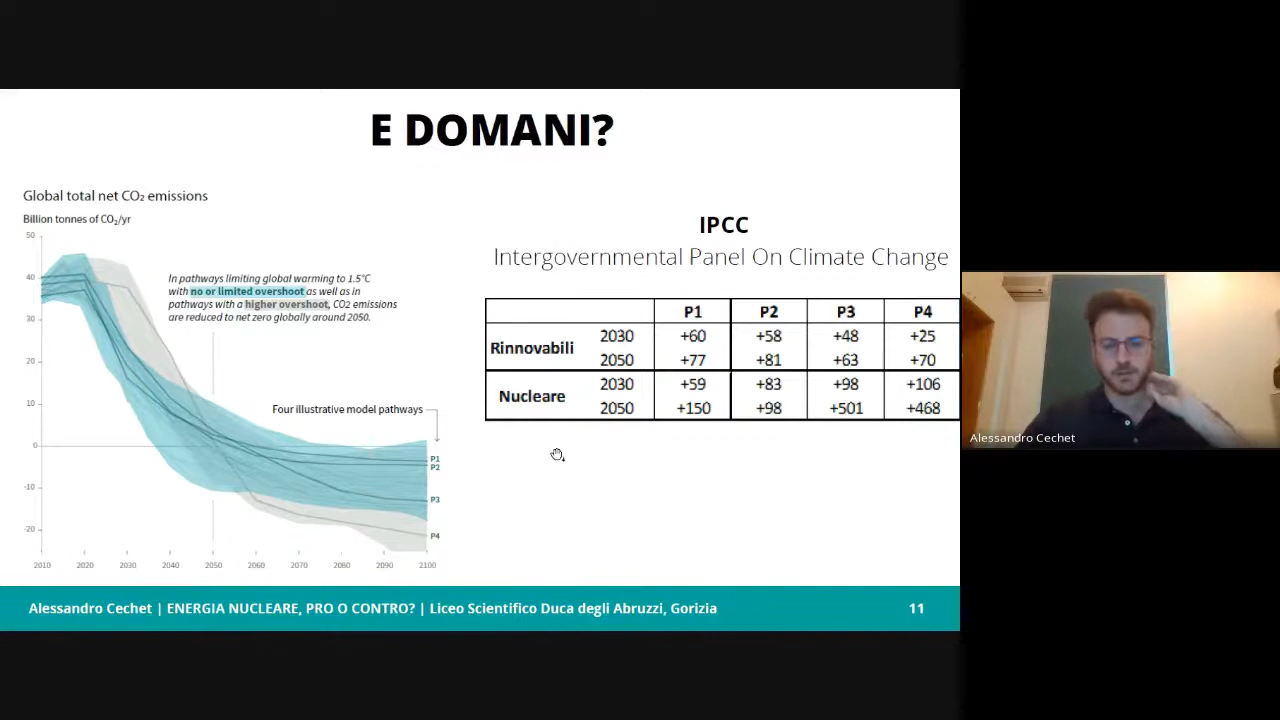 E DOMANI?
Global total net CO₂ emissions
Billion tonnes of CO₂/yr
50
40
30
20
10
0
-10
-20
2010 2020 2030 2040 2050 2060 2070 2080 2090 2100
In pathways limiting global warming to 1.5°C
with no or limited overshoot as well as in
pathways with a higher overshoot, CO2 emissions
are reduced to net zero globally around 2050.
Four illustrative model pathways
P1
P2
P3
P4
IPCC
Intergovernmental Panel On Climate Change
P1 P2 P3 P4
Rinnovabili
2030 +60 +58 +48 +25
2050 +77 +81 +63 +70
Nucleare
2030 +59 +83 +98 +106
2050 +150 +98 +501 +468
Alessandro Cechet | ENERGIA NUCLEARE, PRO O CONTRO? | Liceo Scientifico Duca degli Abruzzi, Gorizia
11
Alessandro Cechet